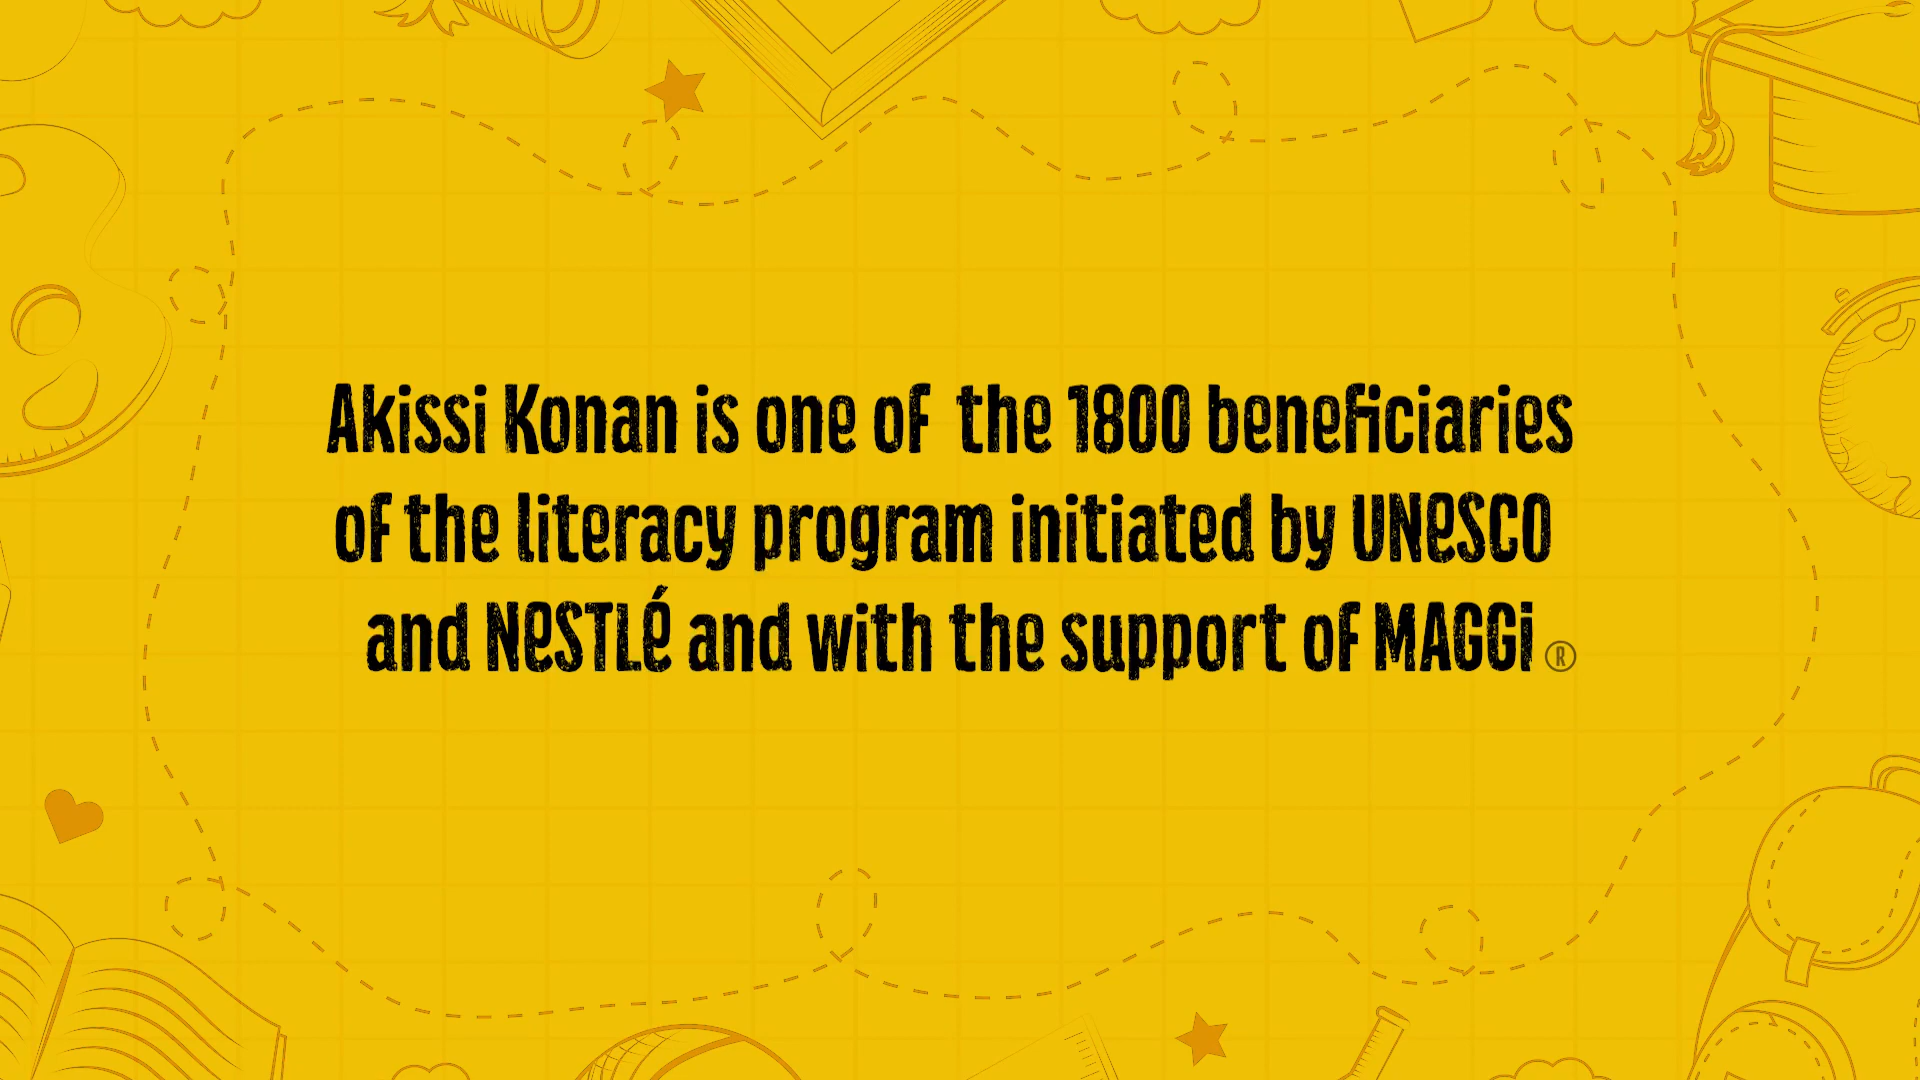 Akissi Konan is one of the 1800 beneficiaries
of the literacy program initiated by UNESCO
and NESTLÉ and with the support of MAGGi ®